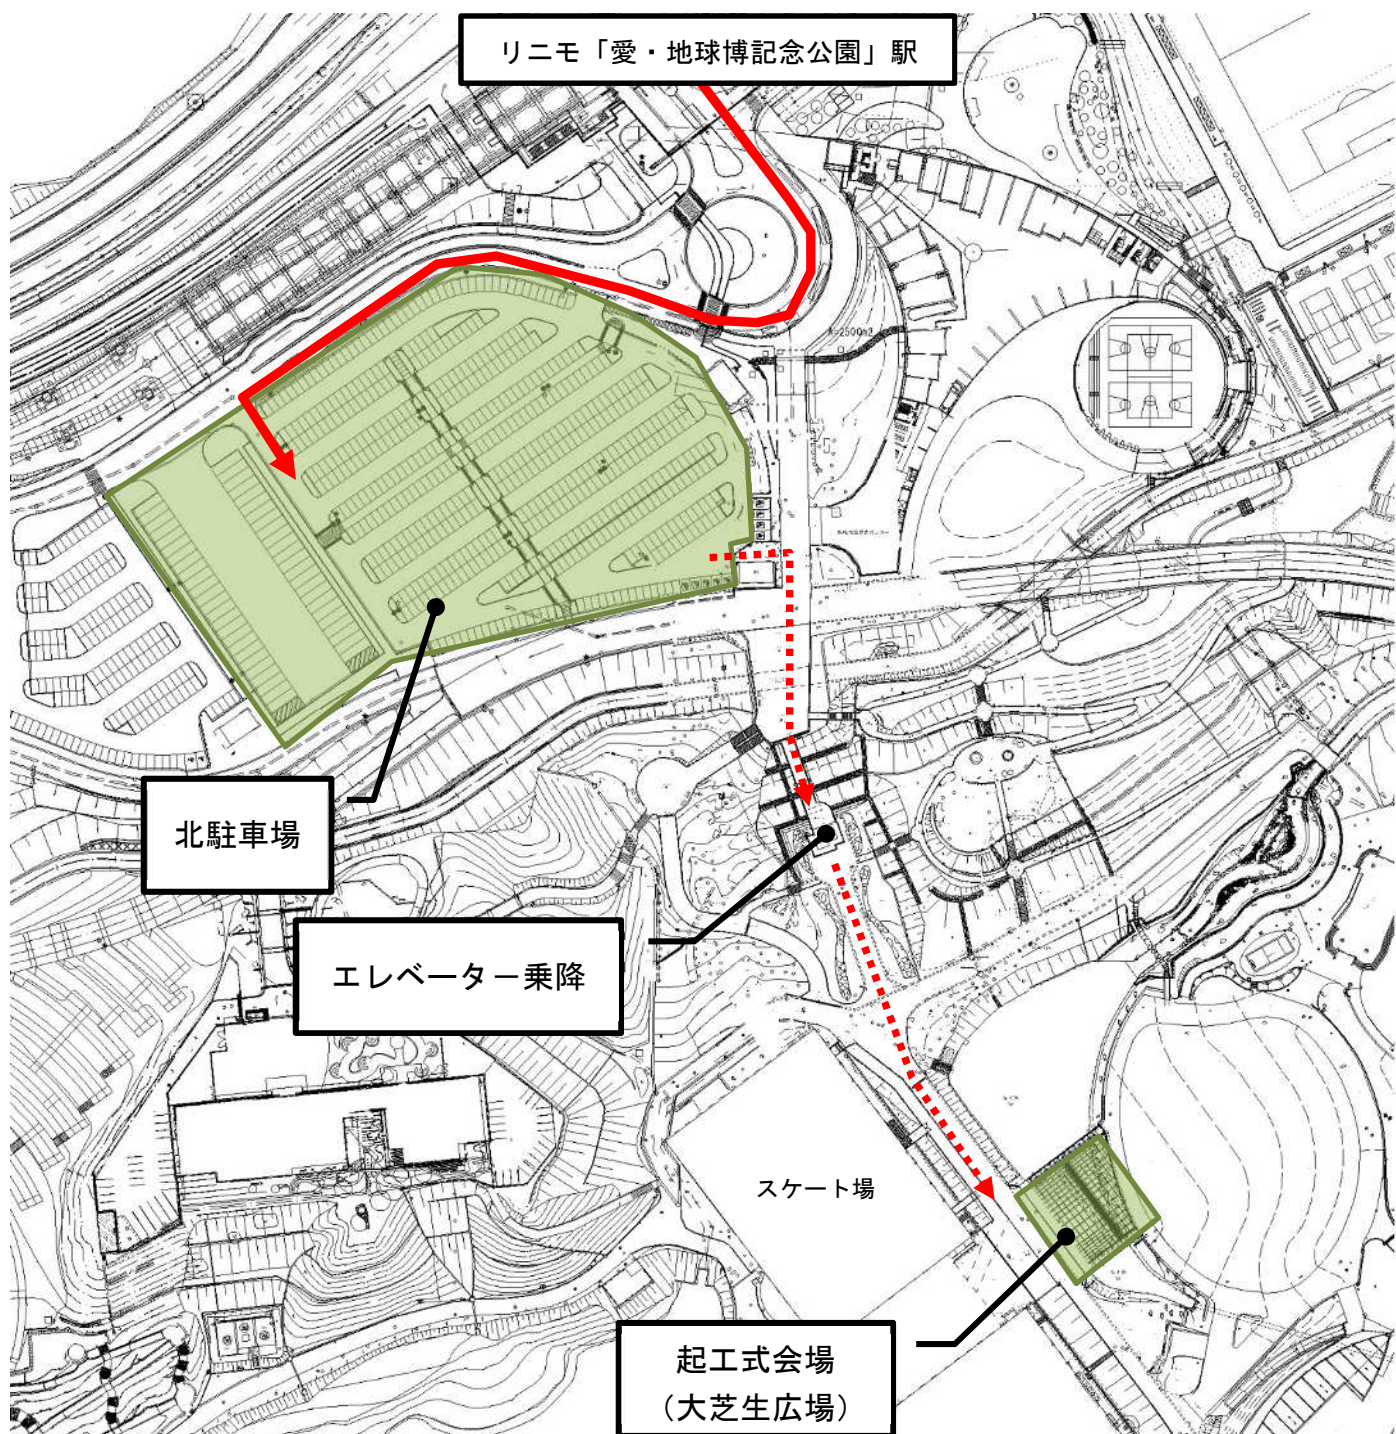 リニモ「愛・地球博記念公園」駅
北駐車場
エレベーター乗降
スケート場
起工式会場
（大芝生広場）